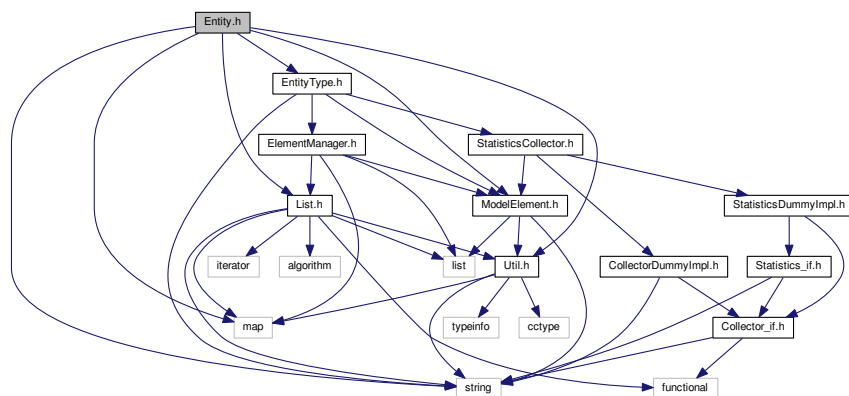 Entity.h
EntityType.h
ElementManager.h
StatisticsCollector.h
List.h
ModelElement.h
StatisticsDummyImpl.h
iterator
algorithm
list
Util.h
CollectorDummyImpl.h
Statistics_if.h
map
typeinfo
cctype
Collector_if.h
string
functional